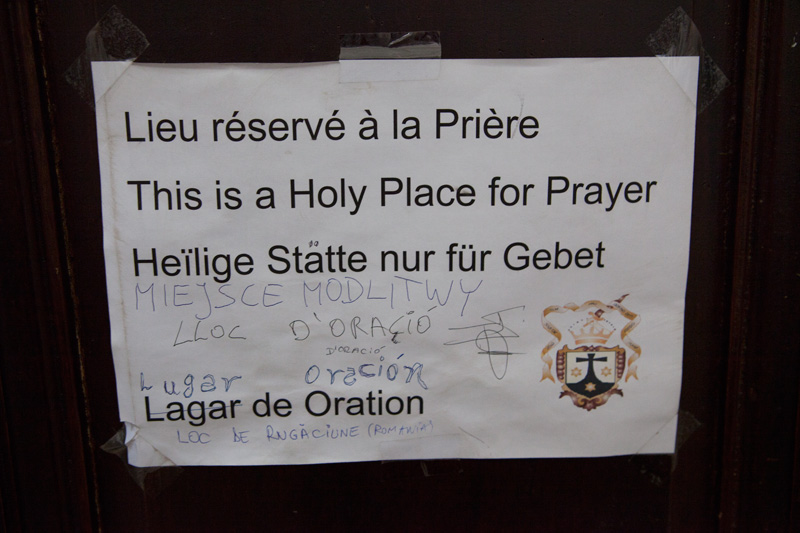 Lieu réservé à la Prière
This is a Holy Place for Prayer
Heïlige Stätte nur für Gebet
MIEJSCE MODLITWY
LLOC D'ORAÇIÓ
D'ORACIÓ
Lugar oración
Lagar de Oration
LOC DE RUGĂCIUNE (ROMANIA)